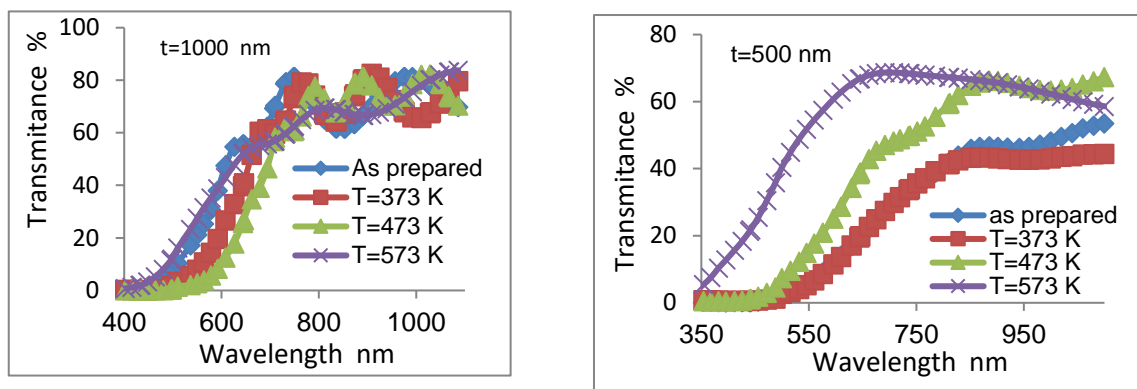 Transmitance %
100
80
60
40
20
0
t=1000 nm
As prepared
T=373 K
T=473 K
T=573 K
400 600 800 1000
Wavelength nm
Transmitance %
80
60
40
20
0
t=500 nm
as prepared
T=373 K
T=473 K
T=573 K
350 550 750 950
Wavelength nm